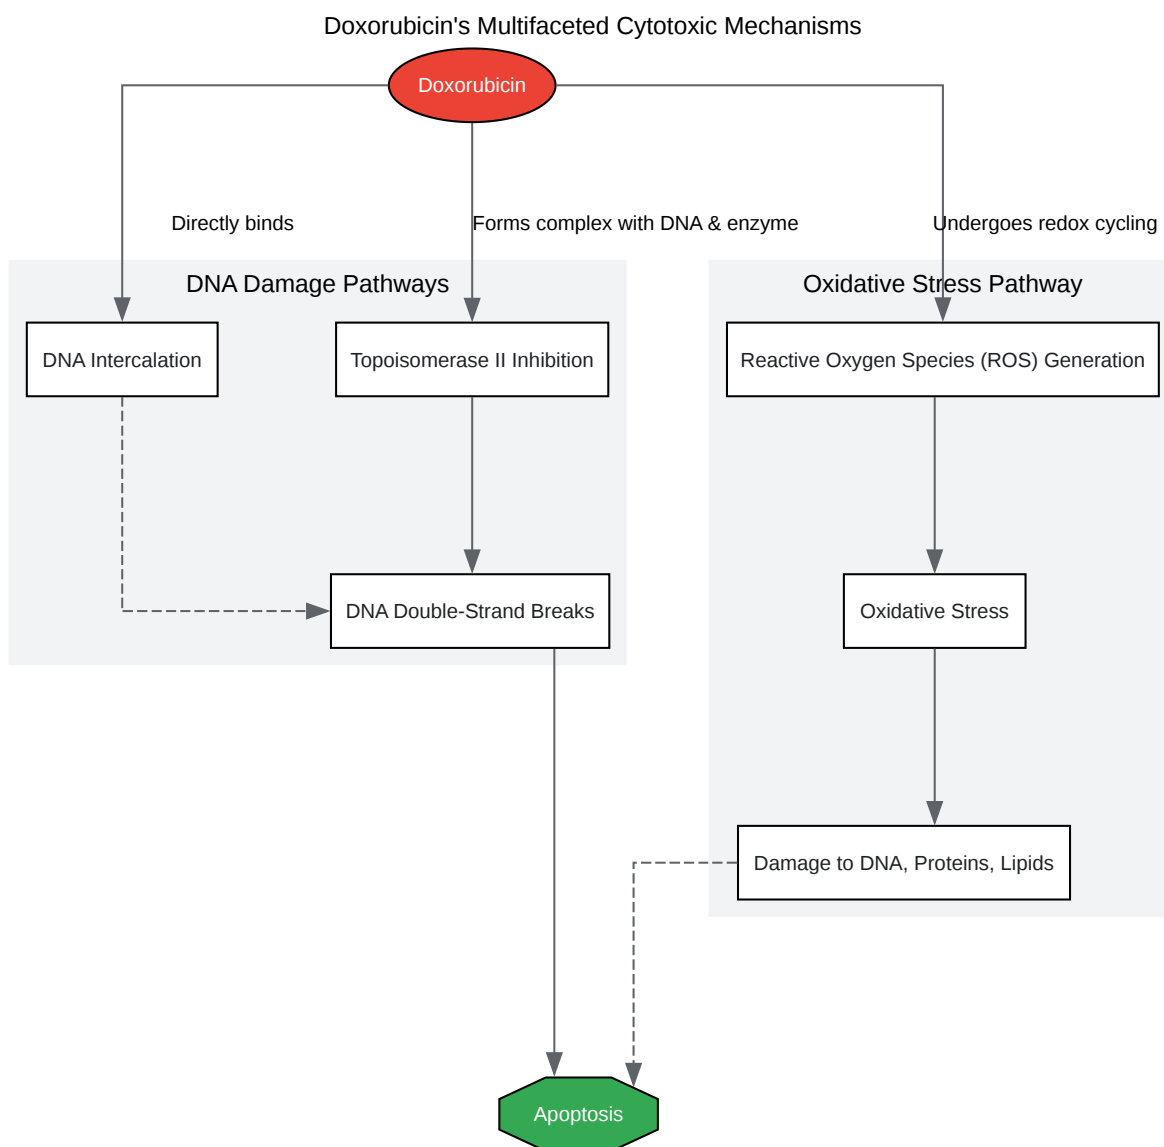 Doxorubicin's Multifaceted Cytotoxic Mechanisms
Doxorubicin
Directly binds
Forms complex with DNA & enzyme
Undergoes redox cycling
DNA Damage Pathways
Oxidative Stress Pathway
DNA Intercalation
Topoisomerase II Inhibition
Reactive Oxygen Species (ROS) Generation
DNA Double-Strand Breaks
Oxidative Stress
Damage to DNA, Proteins, Lipids
Apoptosis